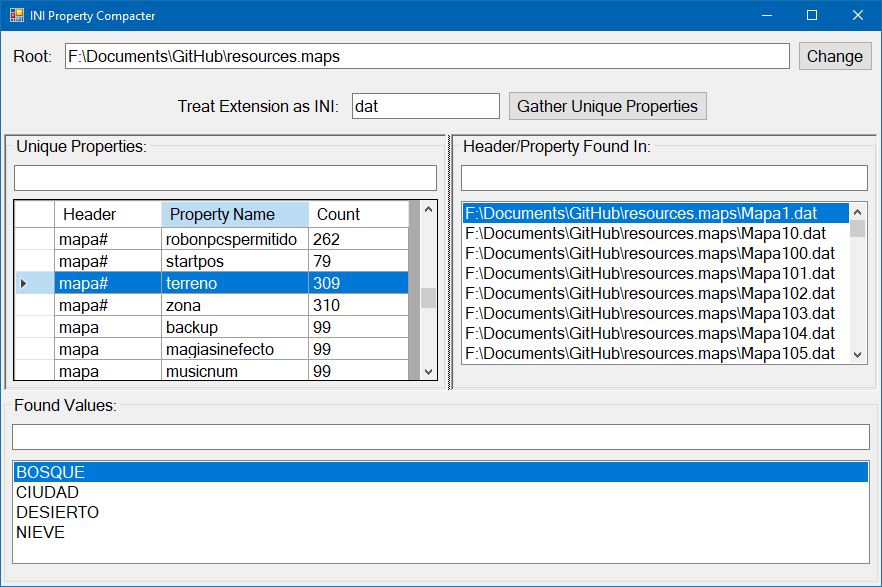 INI Property Compacter
Root: F:\Documents\GitHub\resources.maps Change
Treat Extension as INI: dat Gather Unique Properties
Unique Properties:
Header Property Name Count
mapa# robonpcspermitido 262
mapa# startpos 79
mapa# terreno 309
mapa# zona 310
mapa backup 99
mapa magiasinefecto 99
mapa musicnum 99
Header/Property Found In:
F:\Documents\GitHub\resources.maps\Mapa1.dat
F:\Documents\GitHub\resources.maps\Mapa10.dat
F:\Documents\GitHub\resources.maps\Mapa100.dat
F:\Documents\GitHub\resources.maps\Mapa101.dat
F:\Documents\GitHub\resources.maps\Mapa102.dat
F:\Documents\GitHub\resources.maps\Mapa103.dat
F:\Documents\GitHub\resources.maps\Mapa104.dat
F:\Documents\GitHub\resources.maps\Mapa105.dat
Found Values:
BOSQUE
CIUDAD
DESIERTO
NIEVE